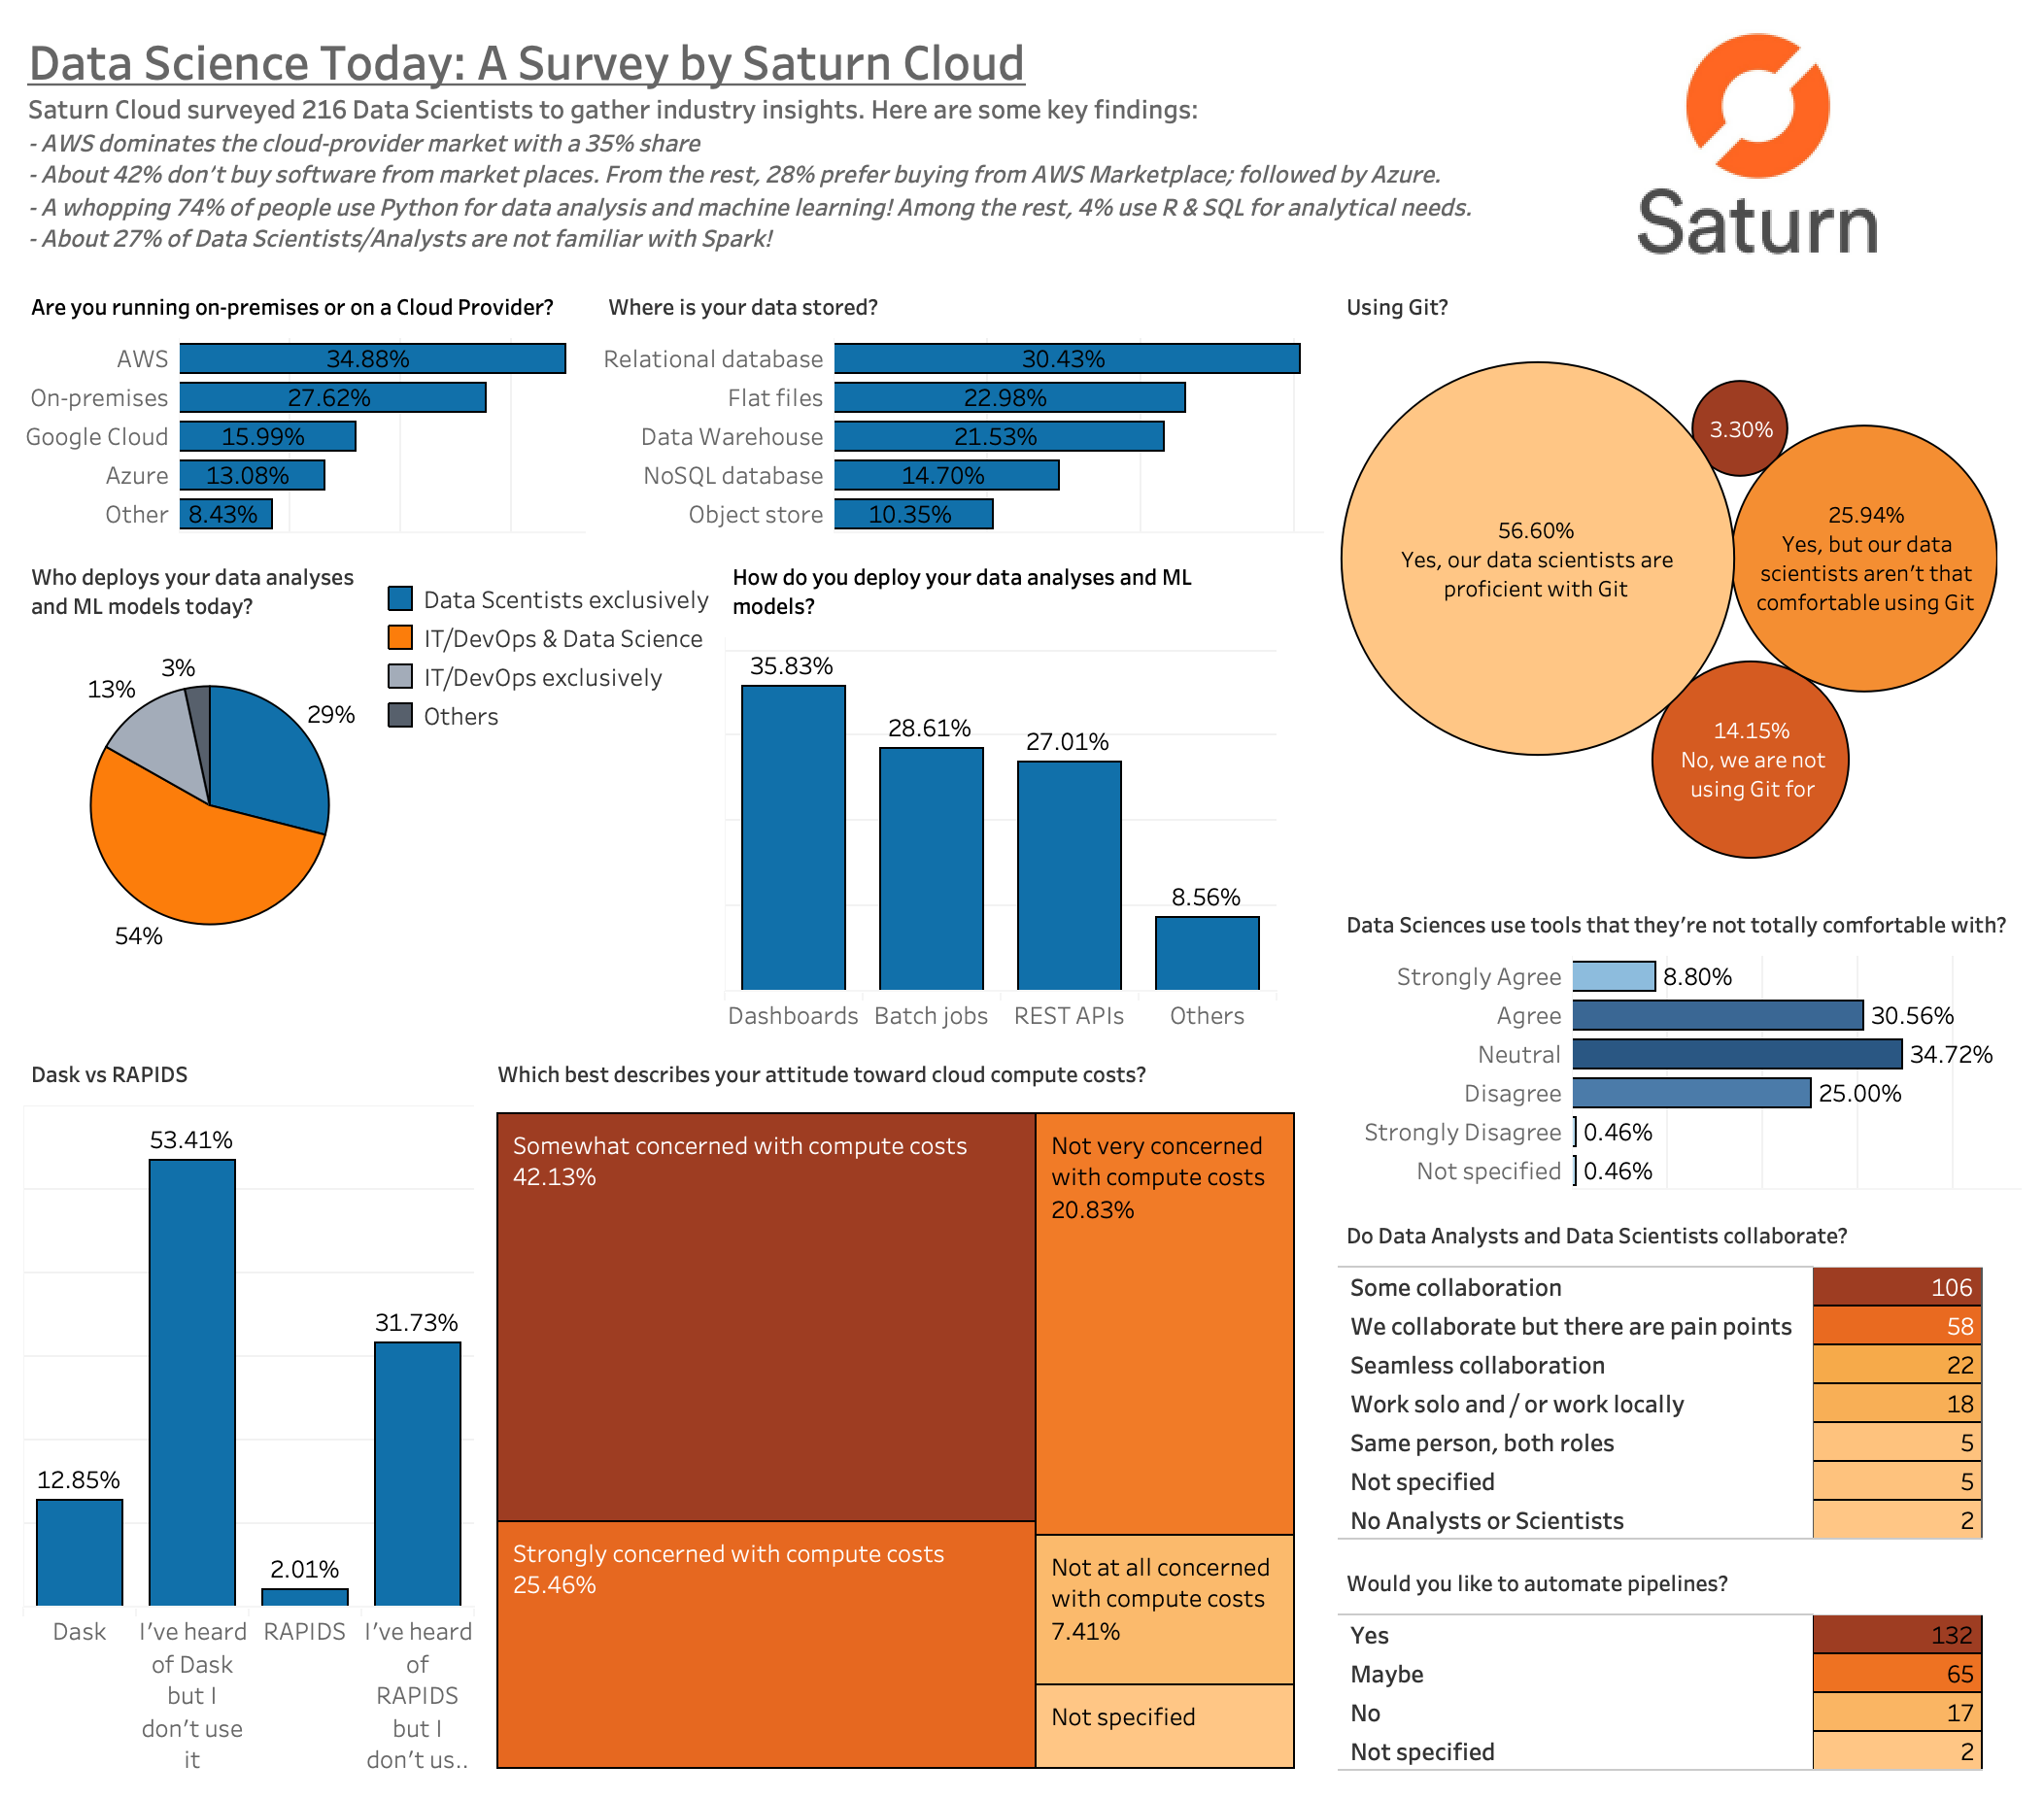 Data Science Today: A Survey by Saturn Cloud
Saturn Cloud surveyed 216 Data Scientists to gather industry insights. Here are some key findings:
- AWS dominates the cloud-provider market with a 35% share
- About 42% don't buy software from market places. From the rest, 28% prefer buying from AWS Marketplace; followed by Azure.
- A whopping 74% of people use Python for data analysis and machine learning! Among the rest, 4% use R & SQL for analytical needs.
- About 27% of Data Scientists/Analysts are not familiar with Spark!
Saturn
Are you running on-premises or on a Cloud Provider?
AWS 34.88%
On-premises 27.62%
Google Cloud 15.99%
Azure 13.08%
Other 8.43%
Where is your data stored?
Relational database 30.43%
Flat files 22.98%
Data Warehouse 21.53%
NoSQL database 14.70%
Object store 10.35%
Using Git?
3.30%
56.60%
Yes, our data scientists are
proficient with Git
25.94%
Yes, but our data
scientists aren't that
comfortable using Git
14.15%
No, we are not
using Git for
Who deploys your data analyses
and ML models today?
Data Scentists exclusively
IT/DevOps & Data Science
IT/DevOps exclusively
Others
3%
13%
29%
54%
How do you deploy your data analyses and ML
models?
35.83%
28.61%
27.01%
8.56%
Dashboards Batch jobs REST APIs Others
Data Sciences use tools that they're not totally comfortable with?
Strongly Agree 8.80%
Agree 30.56%
Neutral 34.72%
Disagree 25.00%
Strongly Disagree 0.46%
Not specified 0.46%
Dask vs RAPIDS
53.41%
31.73%
12.85%
2.01%
Dask
I've heard
of Dask
but I
don't use
it
RAPIDS
I've heard
of
RAPIDS
but I
don't us..
Which best describes your attitude toward cloud compute costs?
Somewhat concerned with compute costs
42.13%
Not very concerned
with compute costs
20.83%
Strongly concerned with compute costs
25.46%
Not at all concerned
with compute costs
7.41%
Not specified
Do Data Analysts and Data Scientists collaborate?
Some collaboration 106
We collaborate but there are pain points 58
Seamless collaboration 22
Work solo and / or work locally 18
Same person, both roles 5
Not specified 5
No Analysts or Scientists 2
Would you like to automate pipelines?
Yes 132
Maybe 65
No 17
Not specified 2